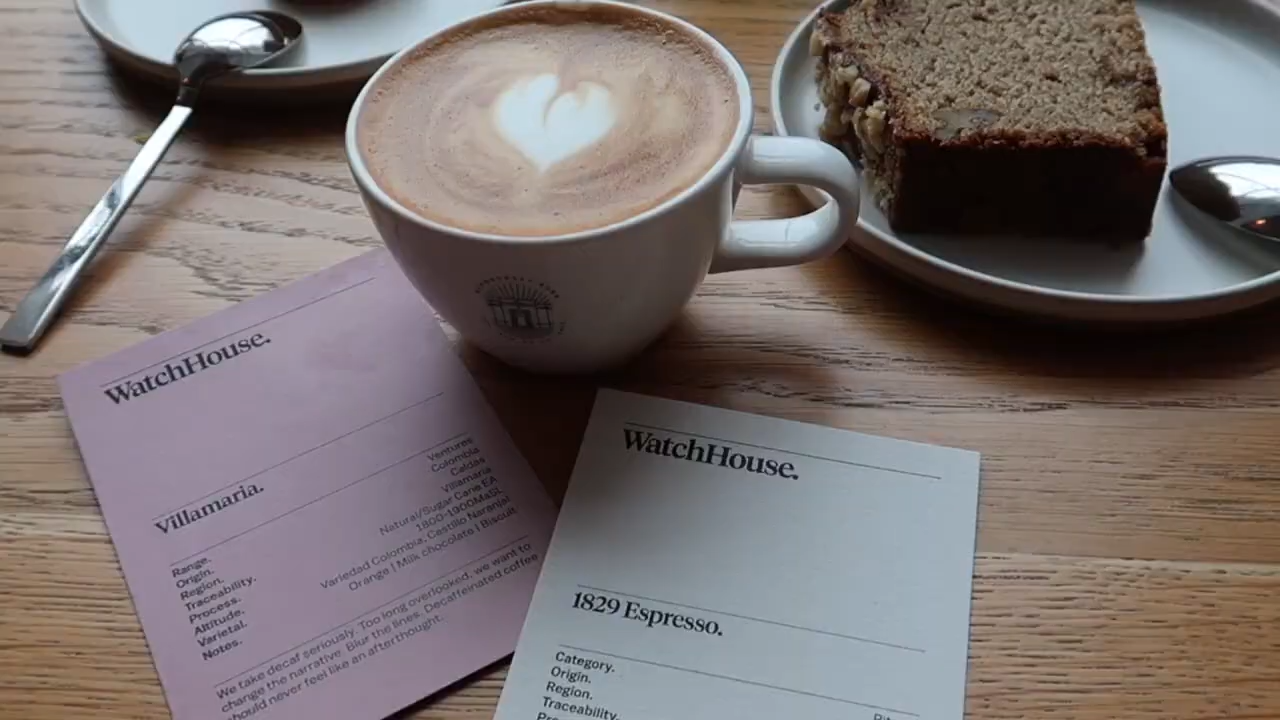 WatchHouse.
Villamaria.
Range. Ventures
Origin. Colombia
Region. Caldas
Traceability. Villamaria
Process. Natural/Sugar Cane EA
Altitude. 1800-1900MaSL
Varietal. Variedad Colombia, Castillo Naranjal
Notes. Orange | Milk chocolate | Biscuit
We take decaf seriously. Too long overlooked, we want to
change the narrative. Blur the lines. Decaffeinated coffee
should never feel like an afterthought.
WatchHouse.
1829 Espresso.
Category.
Origin.
Region.
Traceability.